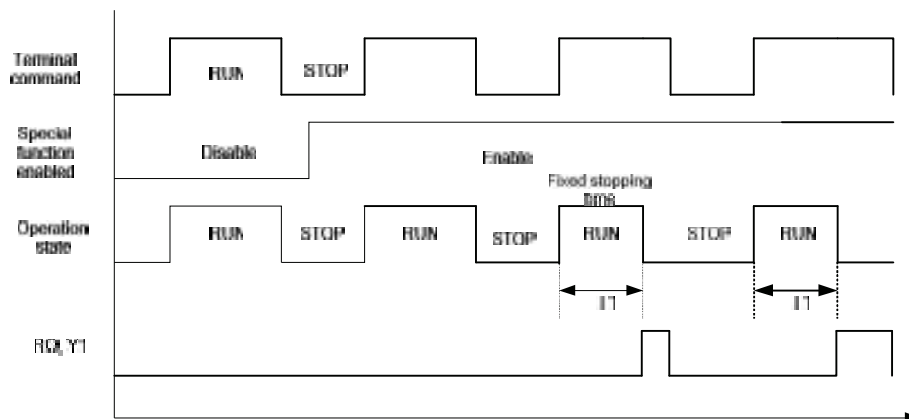 Terminal
command
RUN
STOP
Special
function
enabled
Disable
Enable
Fixed stopping
time
Operation
state
RUN
STOP
RUN
STOP
RUN
STOP
RUN